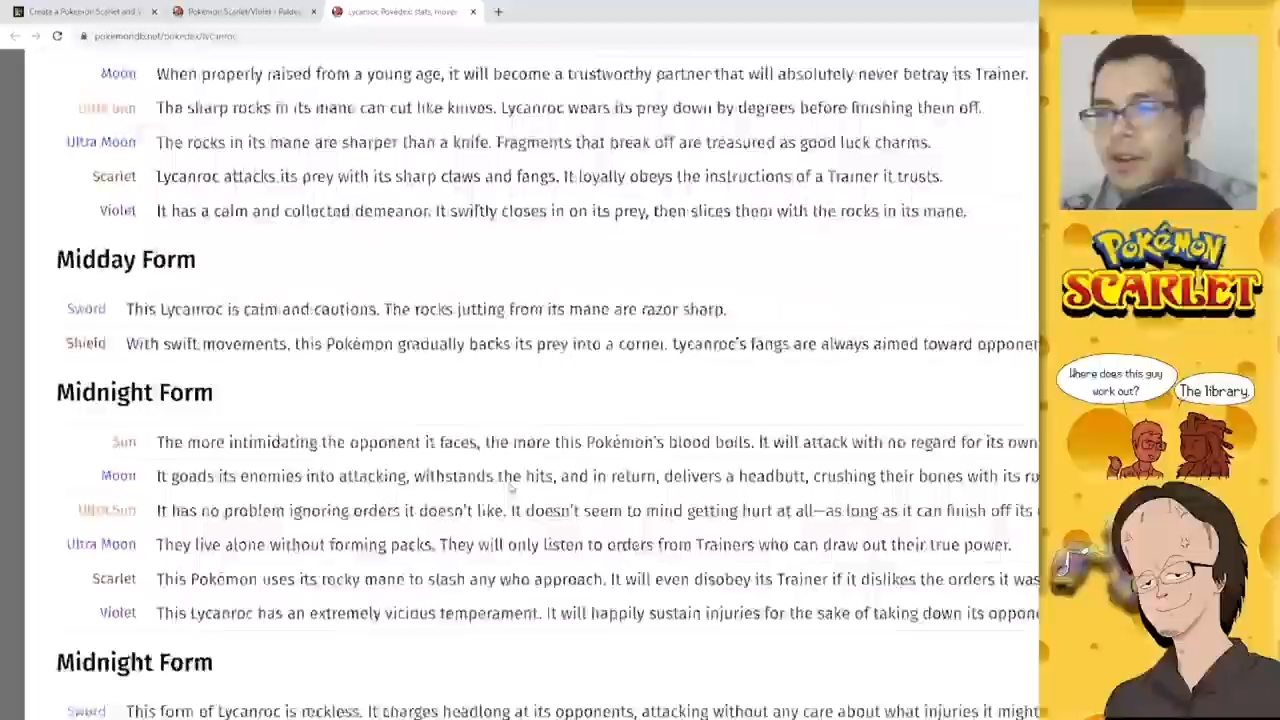 Create a Pokemon Scarlet and V
Pokémon Scarlet/Violet - Paldea
Lycanroc Pokédex: stats, moves
pokemondb.net/pokedex/lycanroc
Moon When properly raised from a young age, it will become a trustworthy partner that will absolutely never betray its Trainer.
Ultra Sun The sharp rocks in its mane can cut like knives. Lycanroc wears its prey down by degrees before finishing them off.
Ultra Moon The rocks in its mane are sharper than a knife. Fragments that break off are treasured as good luck charms.
Scarlet Lycanroc attacks its prey with its sharp claws and fangs. It loyally obeys the instructions of a Trainer it trusts.
Violet It has a calm and collected demeanor. It swiftly closes in on its prey, then slices them with the rocks in its mane.
Midday Form
Sword This Lycanroc is calm and cautious. The rocks jutting from its mane are razor sharp.
Shield With swift movements, this Pokémon gradually backs its prey into a corner. Lycanroc's fangs are always aimed toward opponen
Midnight Form
Sun The more intimidating the opponent it faces, the more this Pokémon's blood boils. It will attack with no regard for its own
Moon It goads its enemies into attacking, withstands the hits, and in return, delivers a headbutt, crushing their bones with its ro
Ultra Sun It has no problem ignoring orders it doesn't like. It doesn't seem to mind getting hurt at all—as long as it can finish off its
Ultra Moon They live alone without forming packs. They will only listen to orders from Trainers who can draw out their true power.
Scarlet This Pokémon uses its rocky mane to slash any who approach. It will even disobey its Trainer if it dislikes the orders it was
Violet This Lycanroc has an extremely vicious temperament. It will happily sustain injuries for the sake of taking down its oppone
Midnight Form
Sword This form of Lycanroc is reckless. It charges headlong at its opponents, attacking without any care about what injuries it might
POKéMON
SCARLET
Where does this guy
work out?
The library.